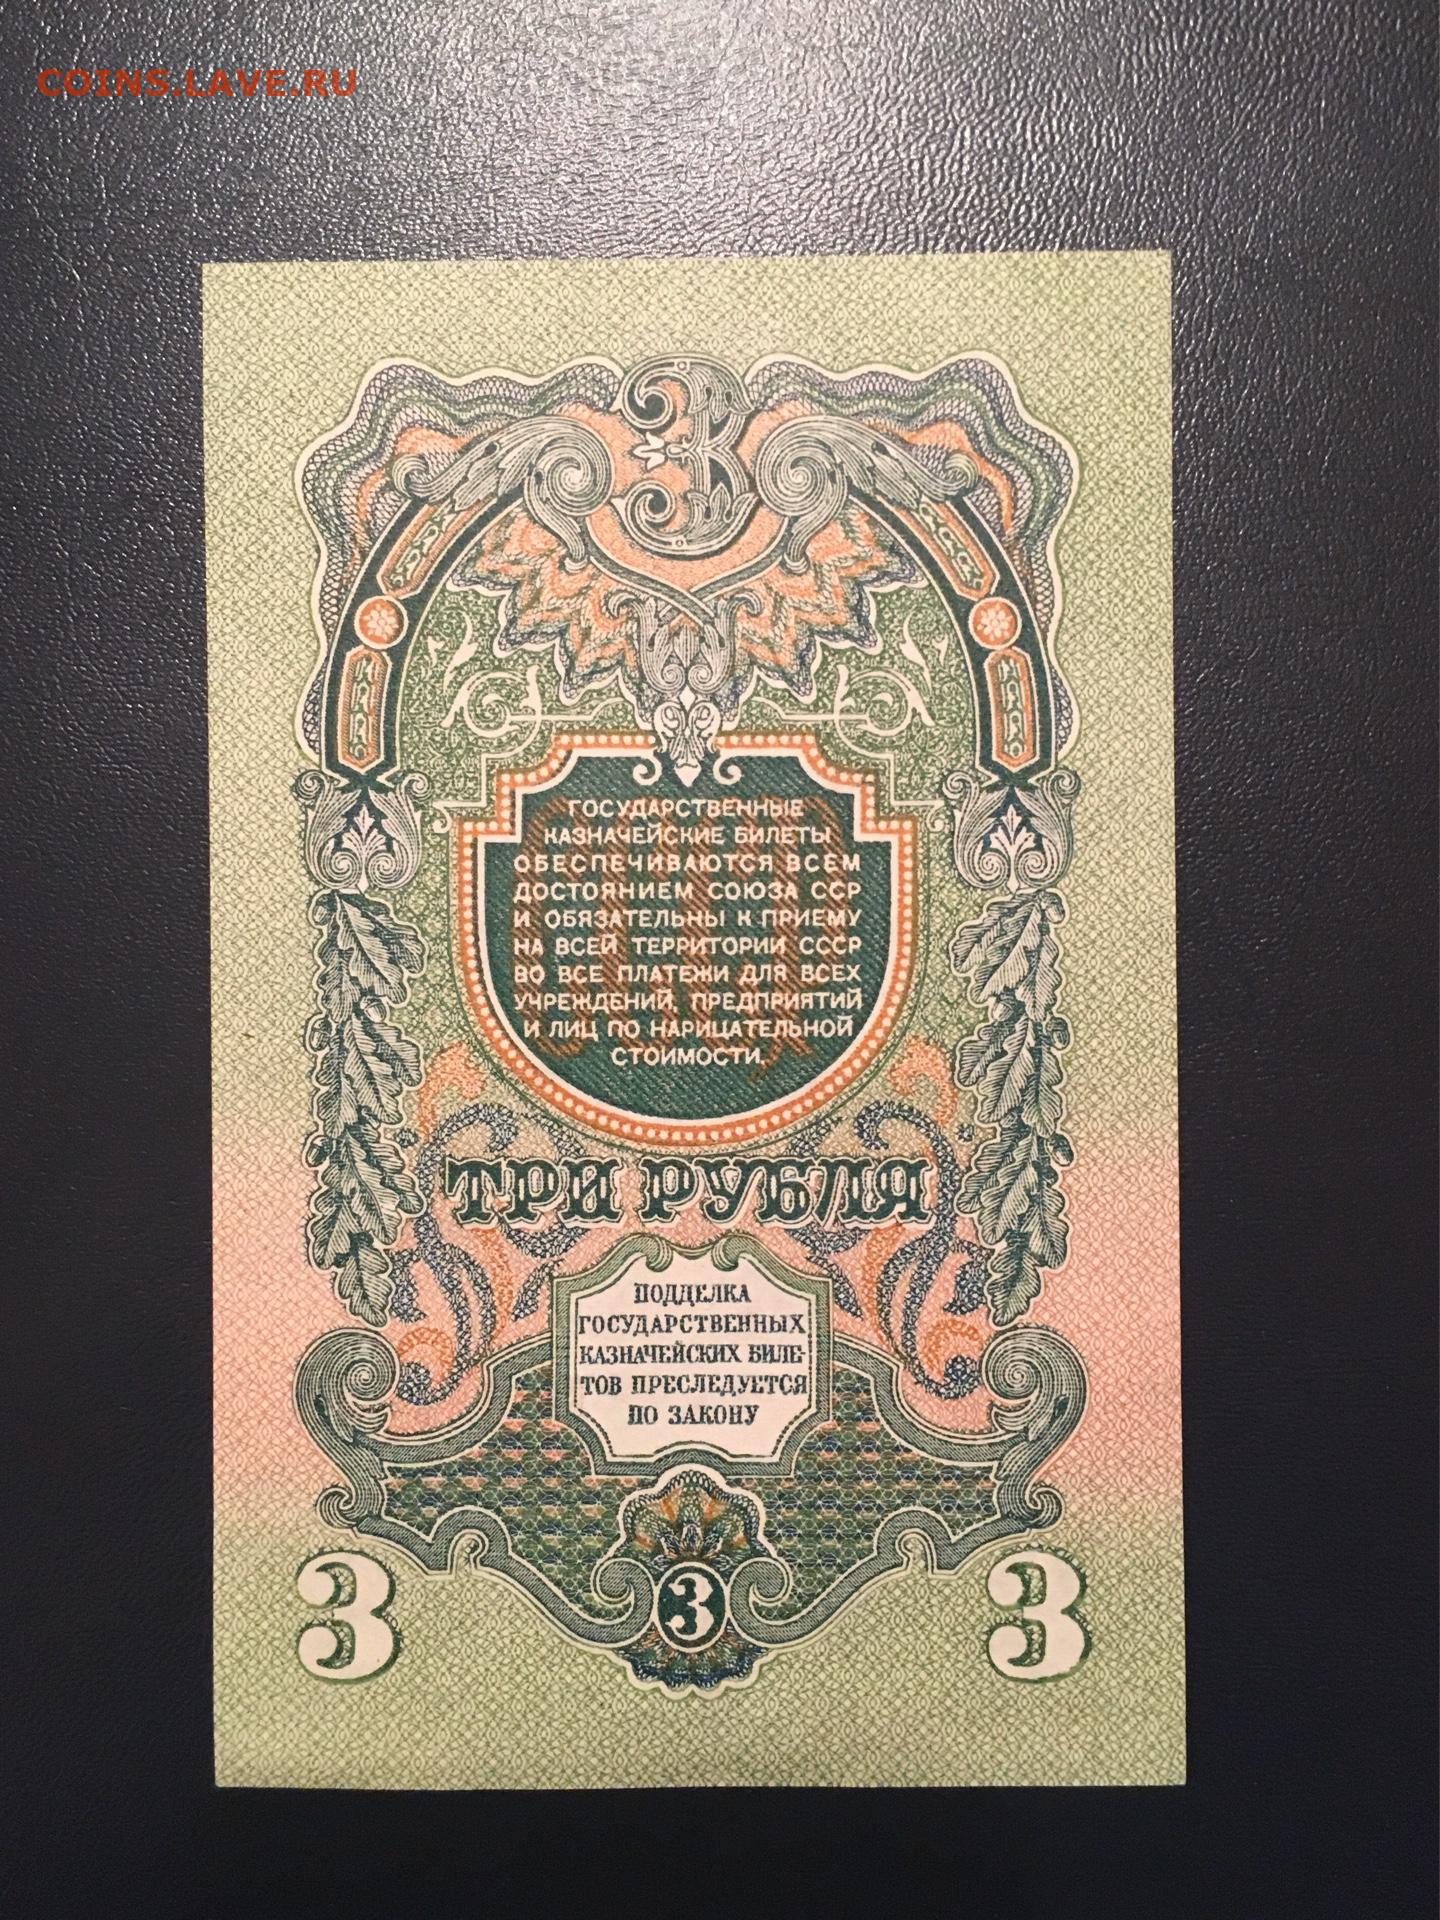 COINS.LAVE.RU
ГОСУДАРСТВЕННЫЕ
КАЗНАЧЕЙСКИЕ БИЛЕТЫ
ОБЕСПЕЧИВАЮТСЯ ВСЕМ
ДОСТОЯНИЕМ СОЮЗА ССР
И ОБЯЗАТЕЛЬНЫ К ПРИЕМУ
НА ВСЕЙ ТЕРРИТОРИИ СССР
ВО ВСЕ ПЛАТЕЖИ ДЛЯ ВСЕХ
УЧРЕЖДЕНИЙ, ПРЕДПРИЯТИЙ
И ЛИЦ ПО НАРИЦАТЕЛЬНОЙ
СТОИМОСТИ.
ТРИ РУБЛЯ
ПОДДЕЛКА
ГОСУДАРСТВЕННЫХ
КАЗНАЧЕЙСКИХ БИЛЕ-
ТОВ ПРЕСЛЕДУЕТСЯ
ПО ЗАКОНУ
3 3 3